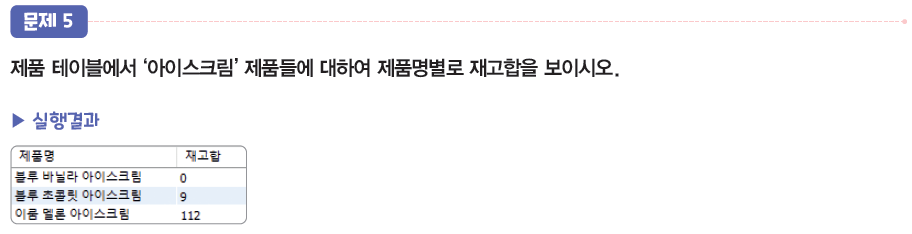 문제 5
제품 테이블에서 ‘아이스크림’ 제품들에 대하여 제품명별로 재고합을 보이시오.
▶ 실행결과
제품명 재고합
블루 바닐라 아이스크림 0
블루 초콜릿 아이스크림 9
이룸 멜론 아이스크림 112